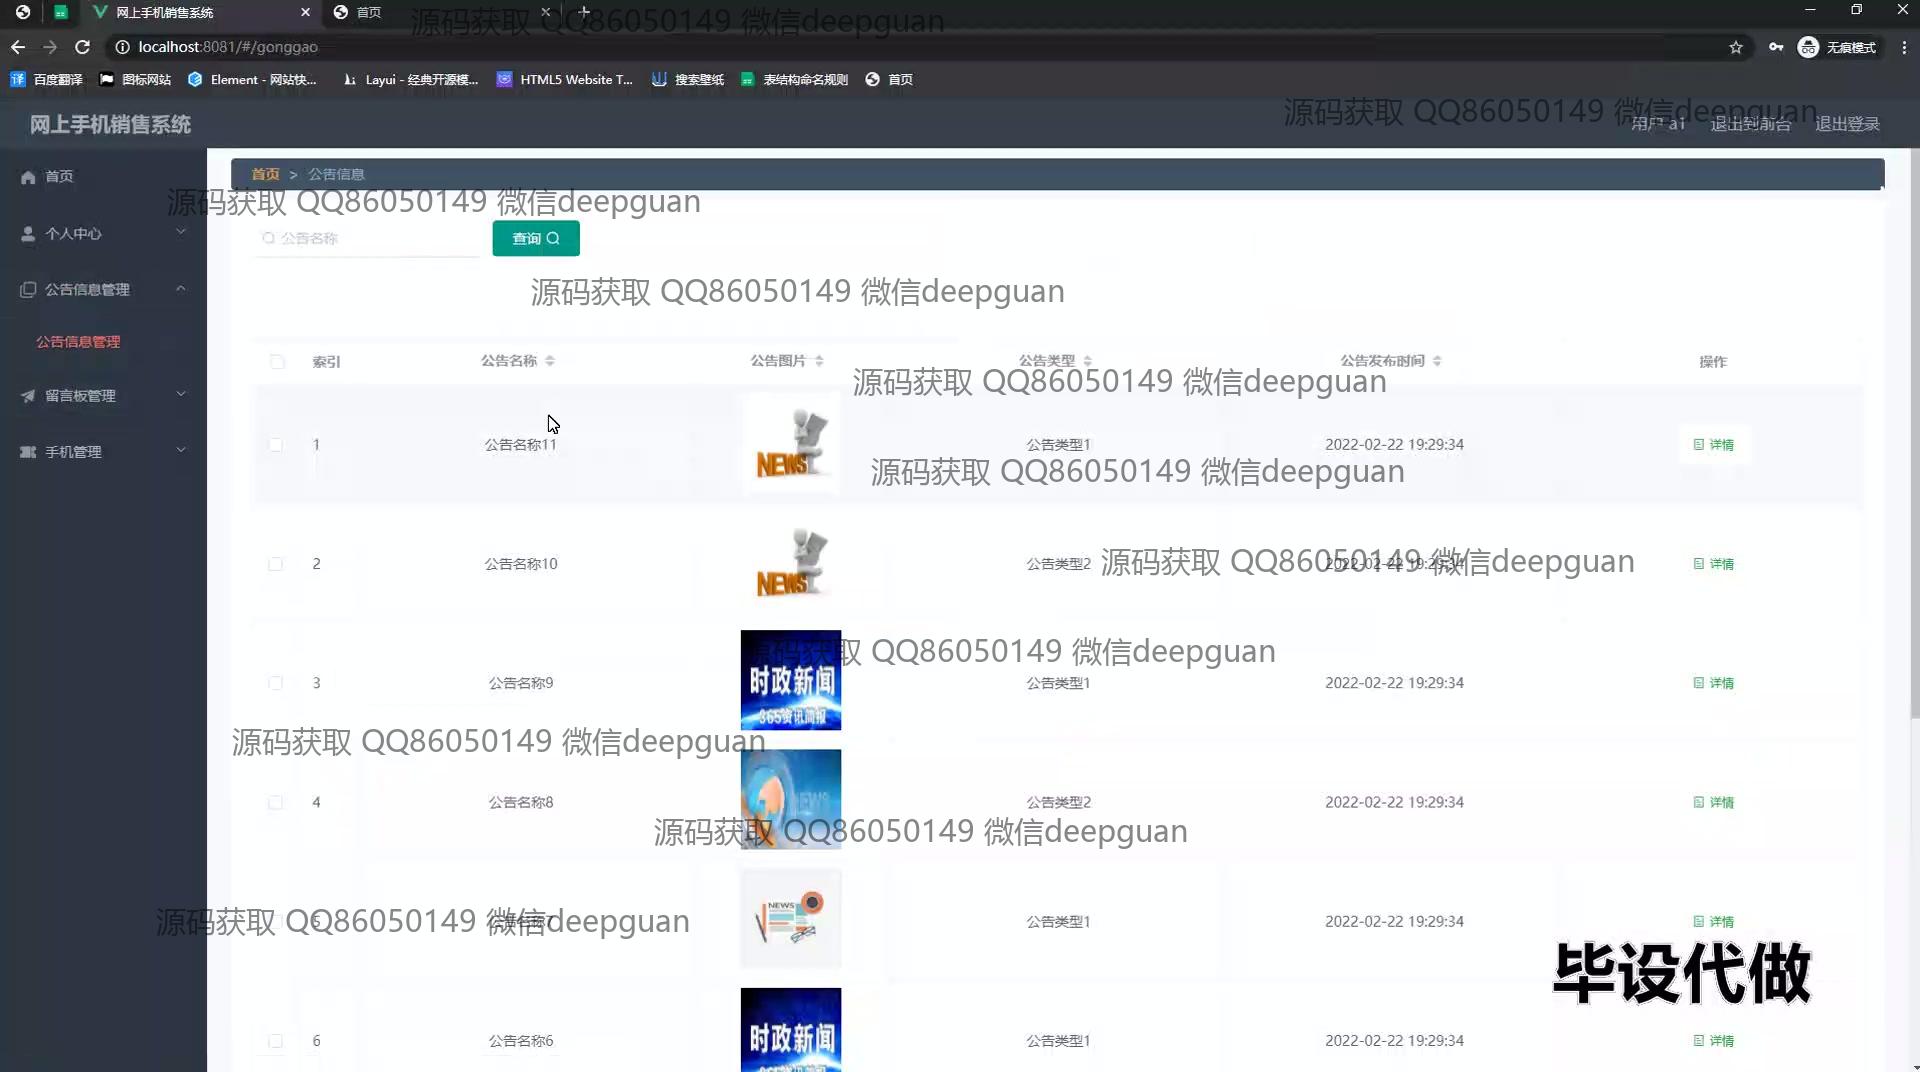 网上手机销售系统
首页
源码获取 QQ86050149 微信deepguan
localhost:8081/#/gonggao
无痕模式
百度翻译
图标网站
Element - 网站快...
Layui - 经典开源模...
HTML5 Website T...
搜索壁纸
表结构命名规则
首页
网上手机销售系统
源码获取 QQ86050149 微信deepguan
退出到前台
退出登录
首页
个人中心
公告信息管理
公告信息管理
留言板管理
手机管理
首页 > 公告信息
源码获取 QQ86050149 微信deepguan
公告名称
查询
源码获取 QQ86050149 微信deepguan
索引 公告名称 公告图片 公告类型 公告发布时间 操作
源码获取 QQ86050149 微信deepguan
1 公告名称11 NEWS 公告类型1 2022-02-22 19:29:34 详情
源码获取 QQ86050149 微信deepguan
2 公告名称10 NEWS 公告类型2 2022-02-22 19:29:34 详情
源码获取 QQ86050149 微信deepguan
源码获取 QQ86050149 微信deepguan
3 公告名称9 时政新闻 公告类型1 2022-02-22 19:29:34 详情
365资讯简报
源码获取 QQ86050149 微信deepguan
4 公告名称8 NEWS 公告类型2 2022-02-22 19:29:34 详情
源码获取 QQ86050149 微信deepguan
NEWS
5 公告名称7 公告类型1 2022-02-22 19:29:34 详情
源码获取 QQ86050149 微信deepguan
毕设代做
6 公告名称6 时政新闻 公告类型1 2022-02-22 19:29:34 详情